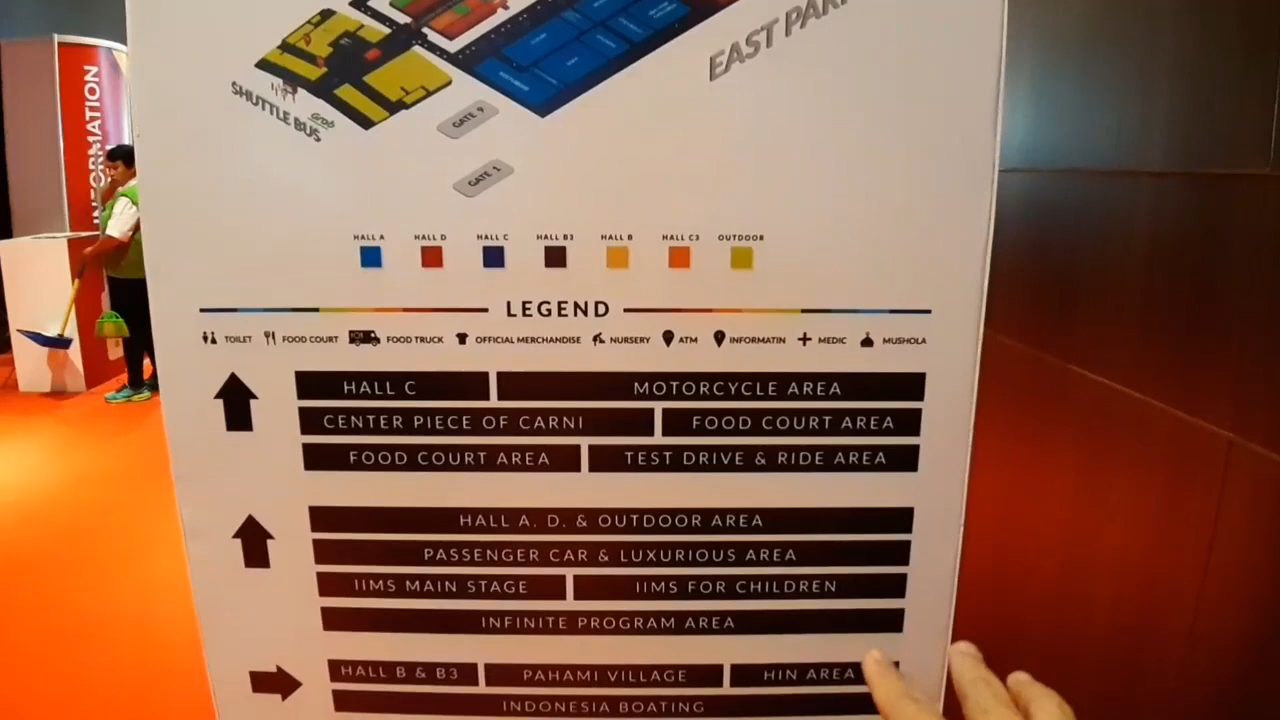 INFORMATION
EAST PARK
SHUTTLE BUS
Grab
GATE 9
GATE 1
HALL A HALL D HALL C HALL B3 HALL B HALL C3 OUTDOOR
LEGEND
TOILET FOOD COURT FOOD TRUCK OFFICIAL MERCHANDISE NURSERY ATM INFORMATIN MEDIC MUSHOLA
HALL C MOTORCYCLE AREA
CENTER PIECE OF CARNI FOOD COURT AREA
FOOD COURT AREA TEST DRIVE & RIDE AREA
HALL A. D. & OUTDOOR AREA
PASSENGER CAR & LUXURIOUS AREA
IIMS MAIN STAGE IIMS FOR CHILDREN
INFINITE PROGRAM AREA
HALL B & B3 PAHAMI VILLAGE HIN AREA
INDONESIA BOATING